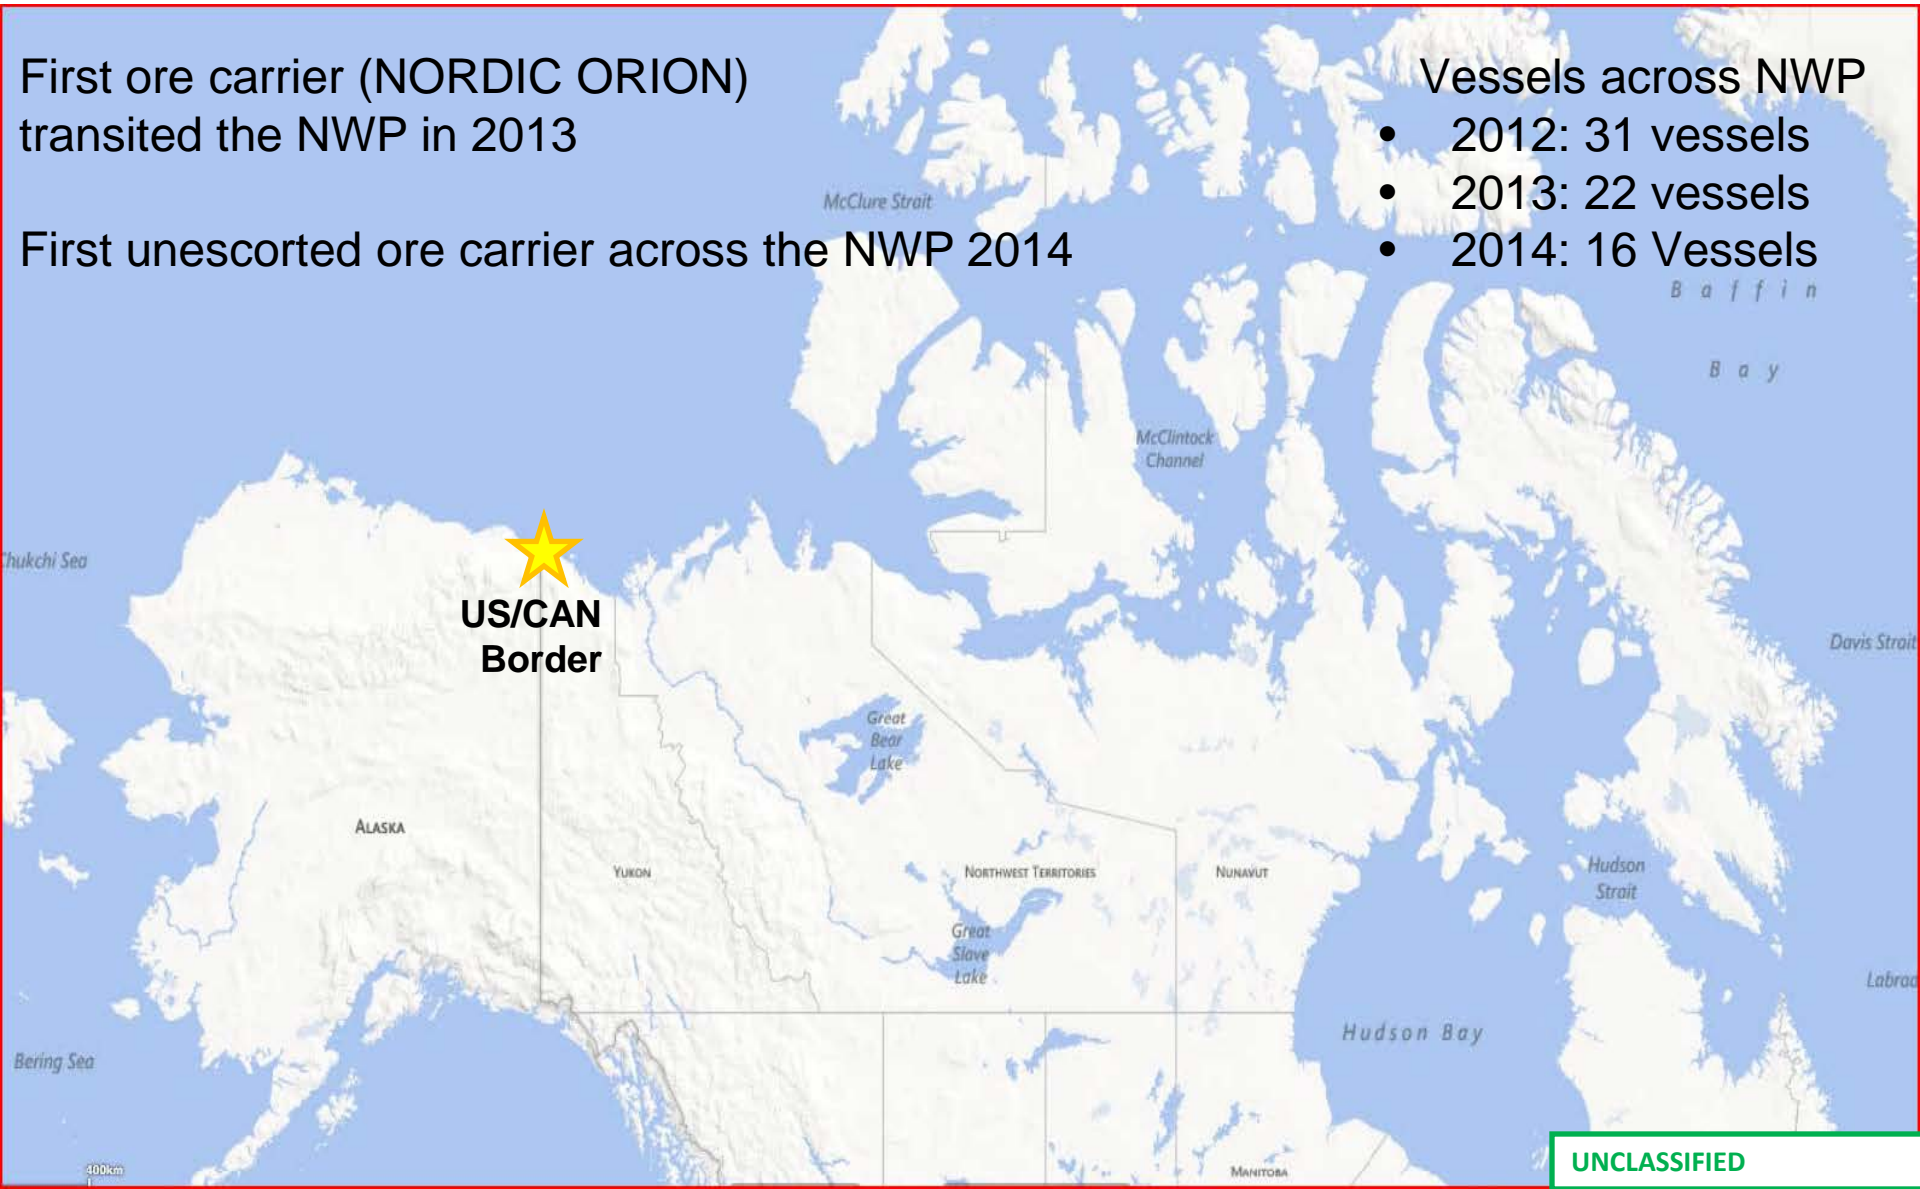 First ore carrier (NORDIC ORION)
transited the NWP in 2013
First unescorted ore carrier across the NWP 2014
Vessels across NWP
• 2012: 31 vessels
• 2013: 22 vessels
• 2014: 16 Vessels
McClure Strait
Baffin
Bay
McClintock
Channel
Chukchi Sea
US/CAN
Border
Davis Strait
Great
Bear
Lake
ALASKA
YUKON
NORTHWEST TERRITORIES
NUNAVUT
Hudson
Strait
Great
Slave
Lake
Labrad
Hudson Bay
Bering Sea
400km
MANITOBA
UNCLASSIFIED